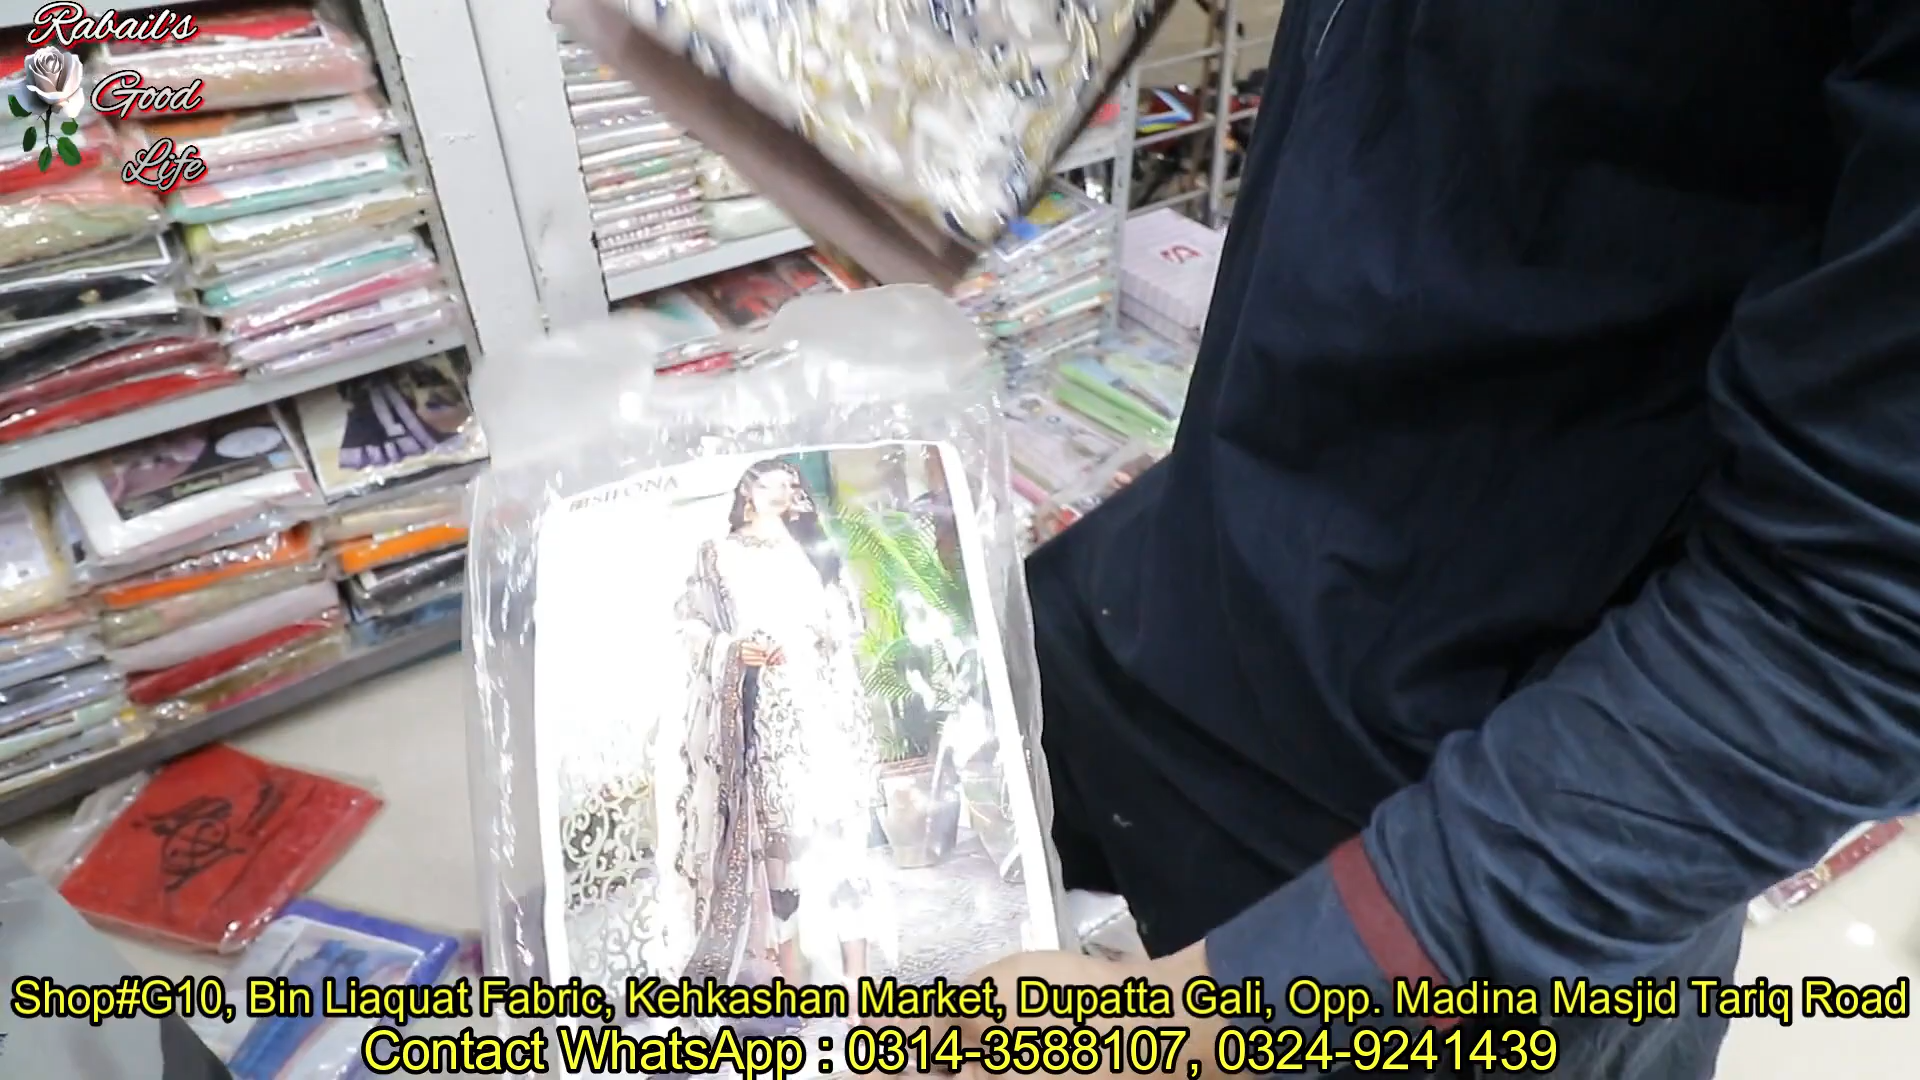 Rabail's
Good
Life
Shop#G10, Bin Liaquat Fabric, Kehkashan Market, Dupatta Gali, Opp. Madina Masjid Tariq Road
Contact WhatsApp : 0314-3588107, 0324-9241439